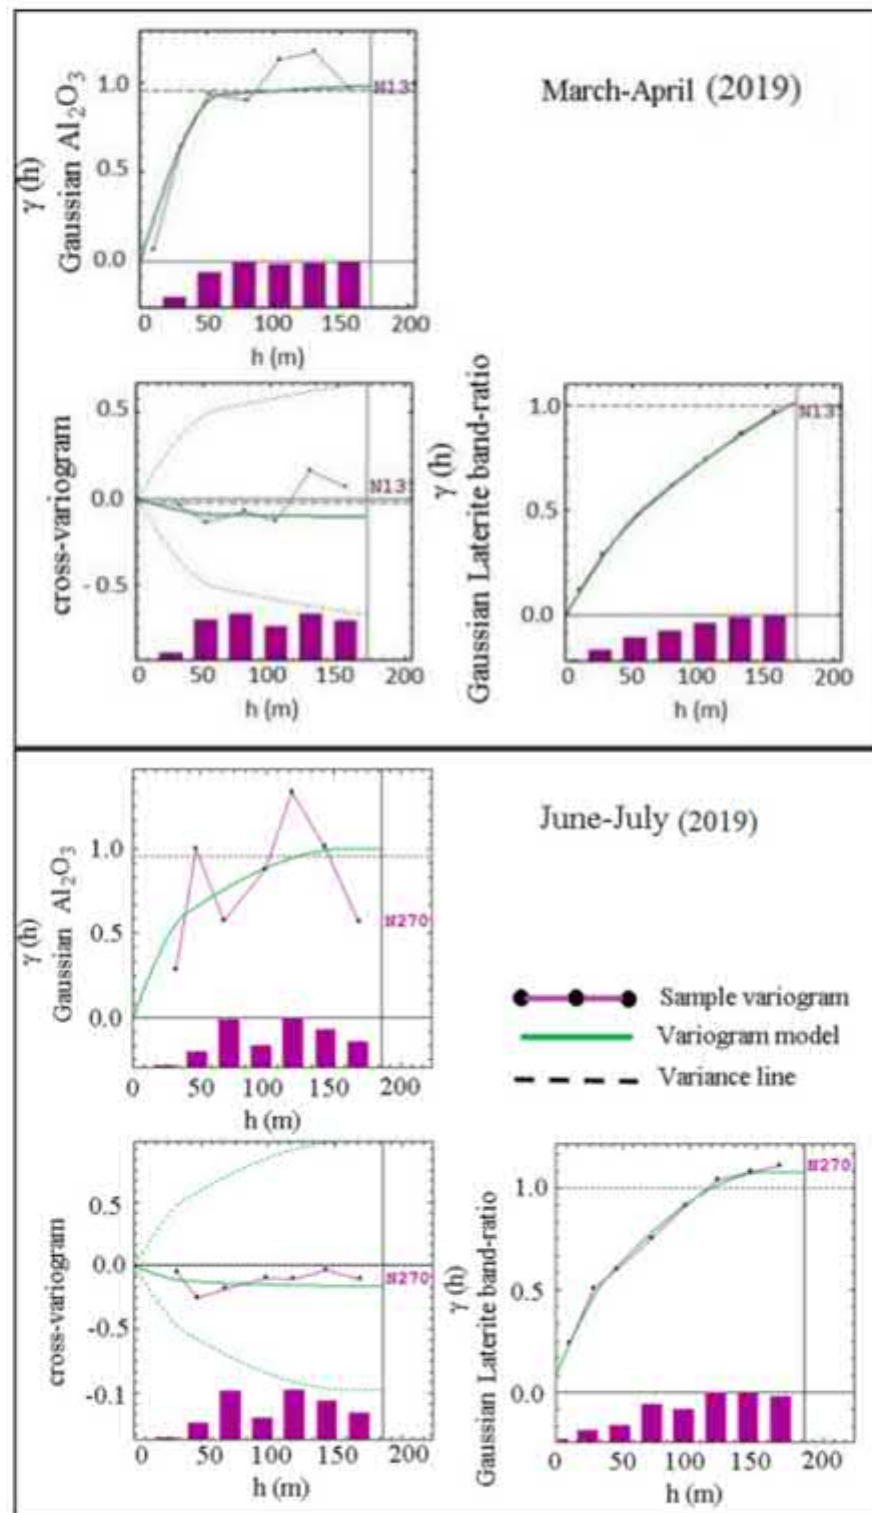 March-April (2019)
γ (h)
Gaussian Al₂O₃
1.0
0.5
0.0
N13
0 50 100 150 200
h (m)
cross-variogram
0.5
0.0
- 0.5
N13
0 50 100 150 200
h (m)
γ (h)
Gaussian Laterite band-ratio
1.0
0.5
0.0
N13
0 50 100 150 200
h (m)
June-July (2019)
γ (h)
Gaussian Al₂O₃
1.0
0.5
0.0
N270
0 50 100 150 200
h (m)
Sample variogram
Variogram model
Variance line
cross-variogram
0.5
0.0
-0.5
-0.1
N270
0 50 100 150 200
h (m)
γ (h)
Gaussian Laterite band-ratio
1.0
0.5
0.0
N270
0 50 100 150 200
h (m)